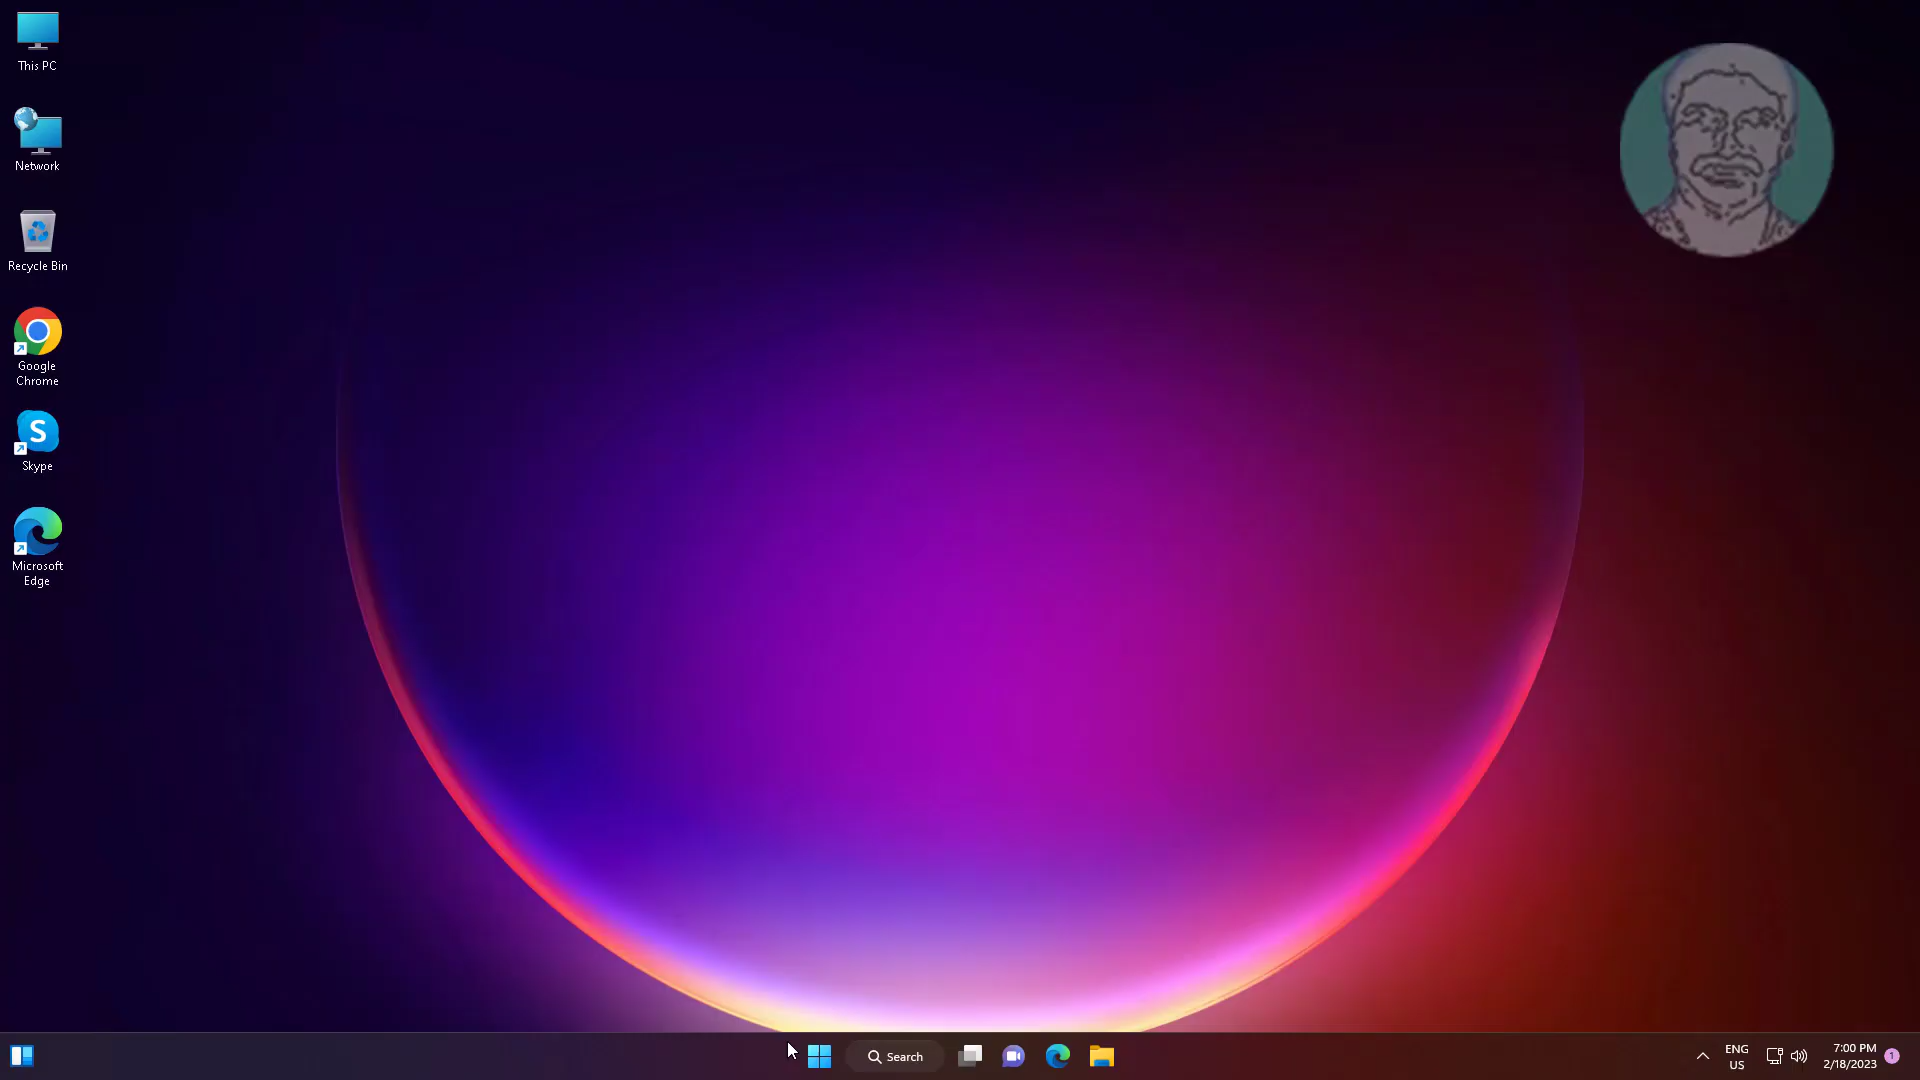 This PC
Network
Recycle Bin
Google
Chrome
S
Skype
Microsoft
Edge
Search
ENG
US
7:00 PM
2/18/2023
1